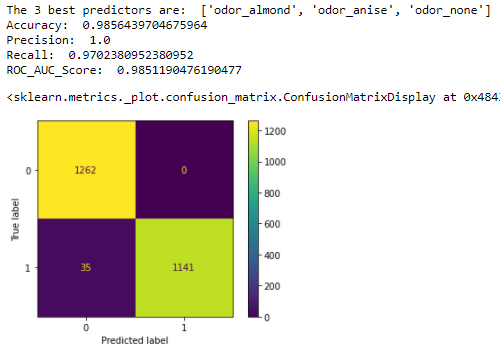 The 3 best predictors are:  ['odor_almond', 'odor_anise', 'odor_none']
Accuracy:  0.9856439704675964
Precision:  1.0
Recall:  0.9702380952380952
ROC_AUC_Score:  0.9851190476190477
<sklearn.metrics._plot.confusion_matrix.ConfusionMatrixDisplay at 0x484
1200
1000
800
600
400
200
0
True label
0
1
1262
0
35
1141
0
1
Predicted label